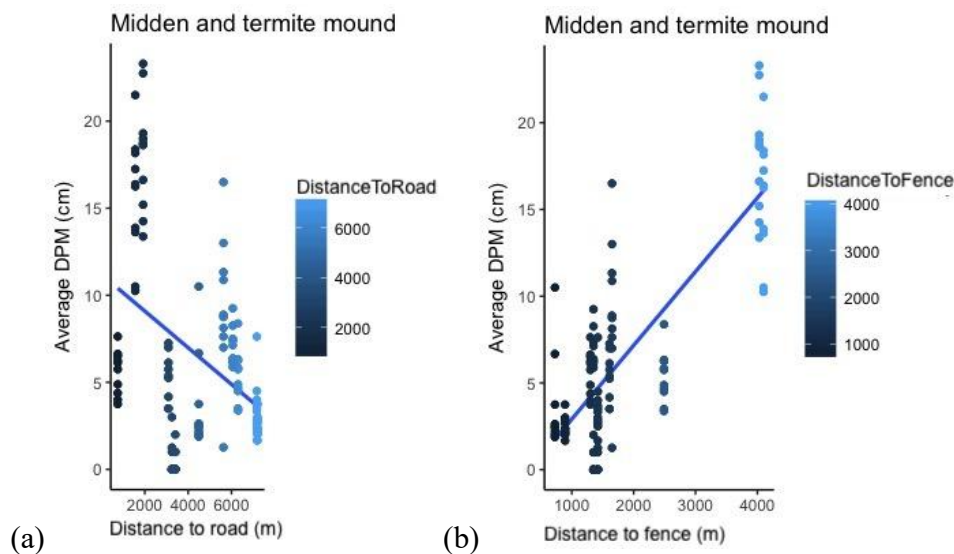 Midden and termite mound
20
15
10
5
0
Average DPM (cm)
2000 4000 6000
Distance to road (m)
DistanceToRoad
6000
4000
2000
(a)
Midden and termite mound
20
15
10
5
0
Average DPM (cm)
1000 2000 3000 4000
Distance to fence (m)
DistanceToFence
4000
3000
2000
1000
(b)